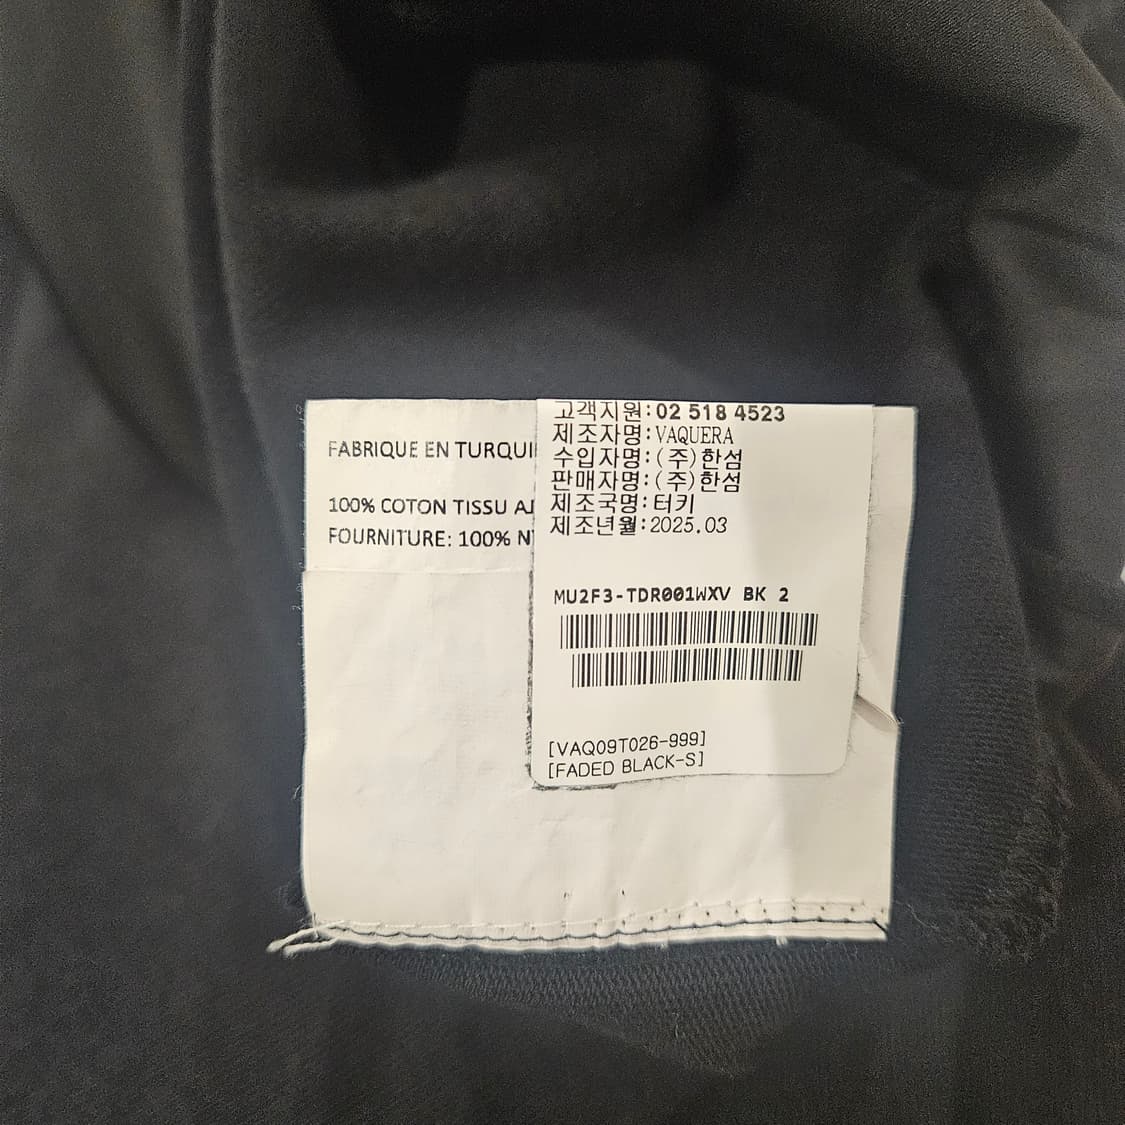 FABRIQUE EN TURQUI
100% COTON TISSU
FOURNITURE: 100%
고객지원:02 518 4523
제조자명:VAQUERA
수입자명:(주)한섬
판매자명:(주)한섬
제조국명:터키
제조년월:2025.03
MU2F3-TDR001WXV BK 2
[VAQ09T026-999]
[FADED BLACK-S]